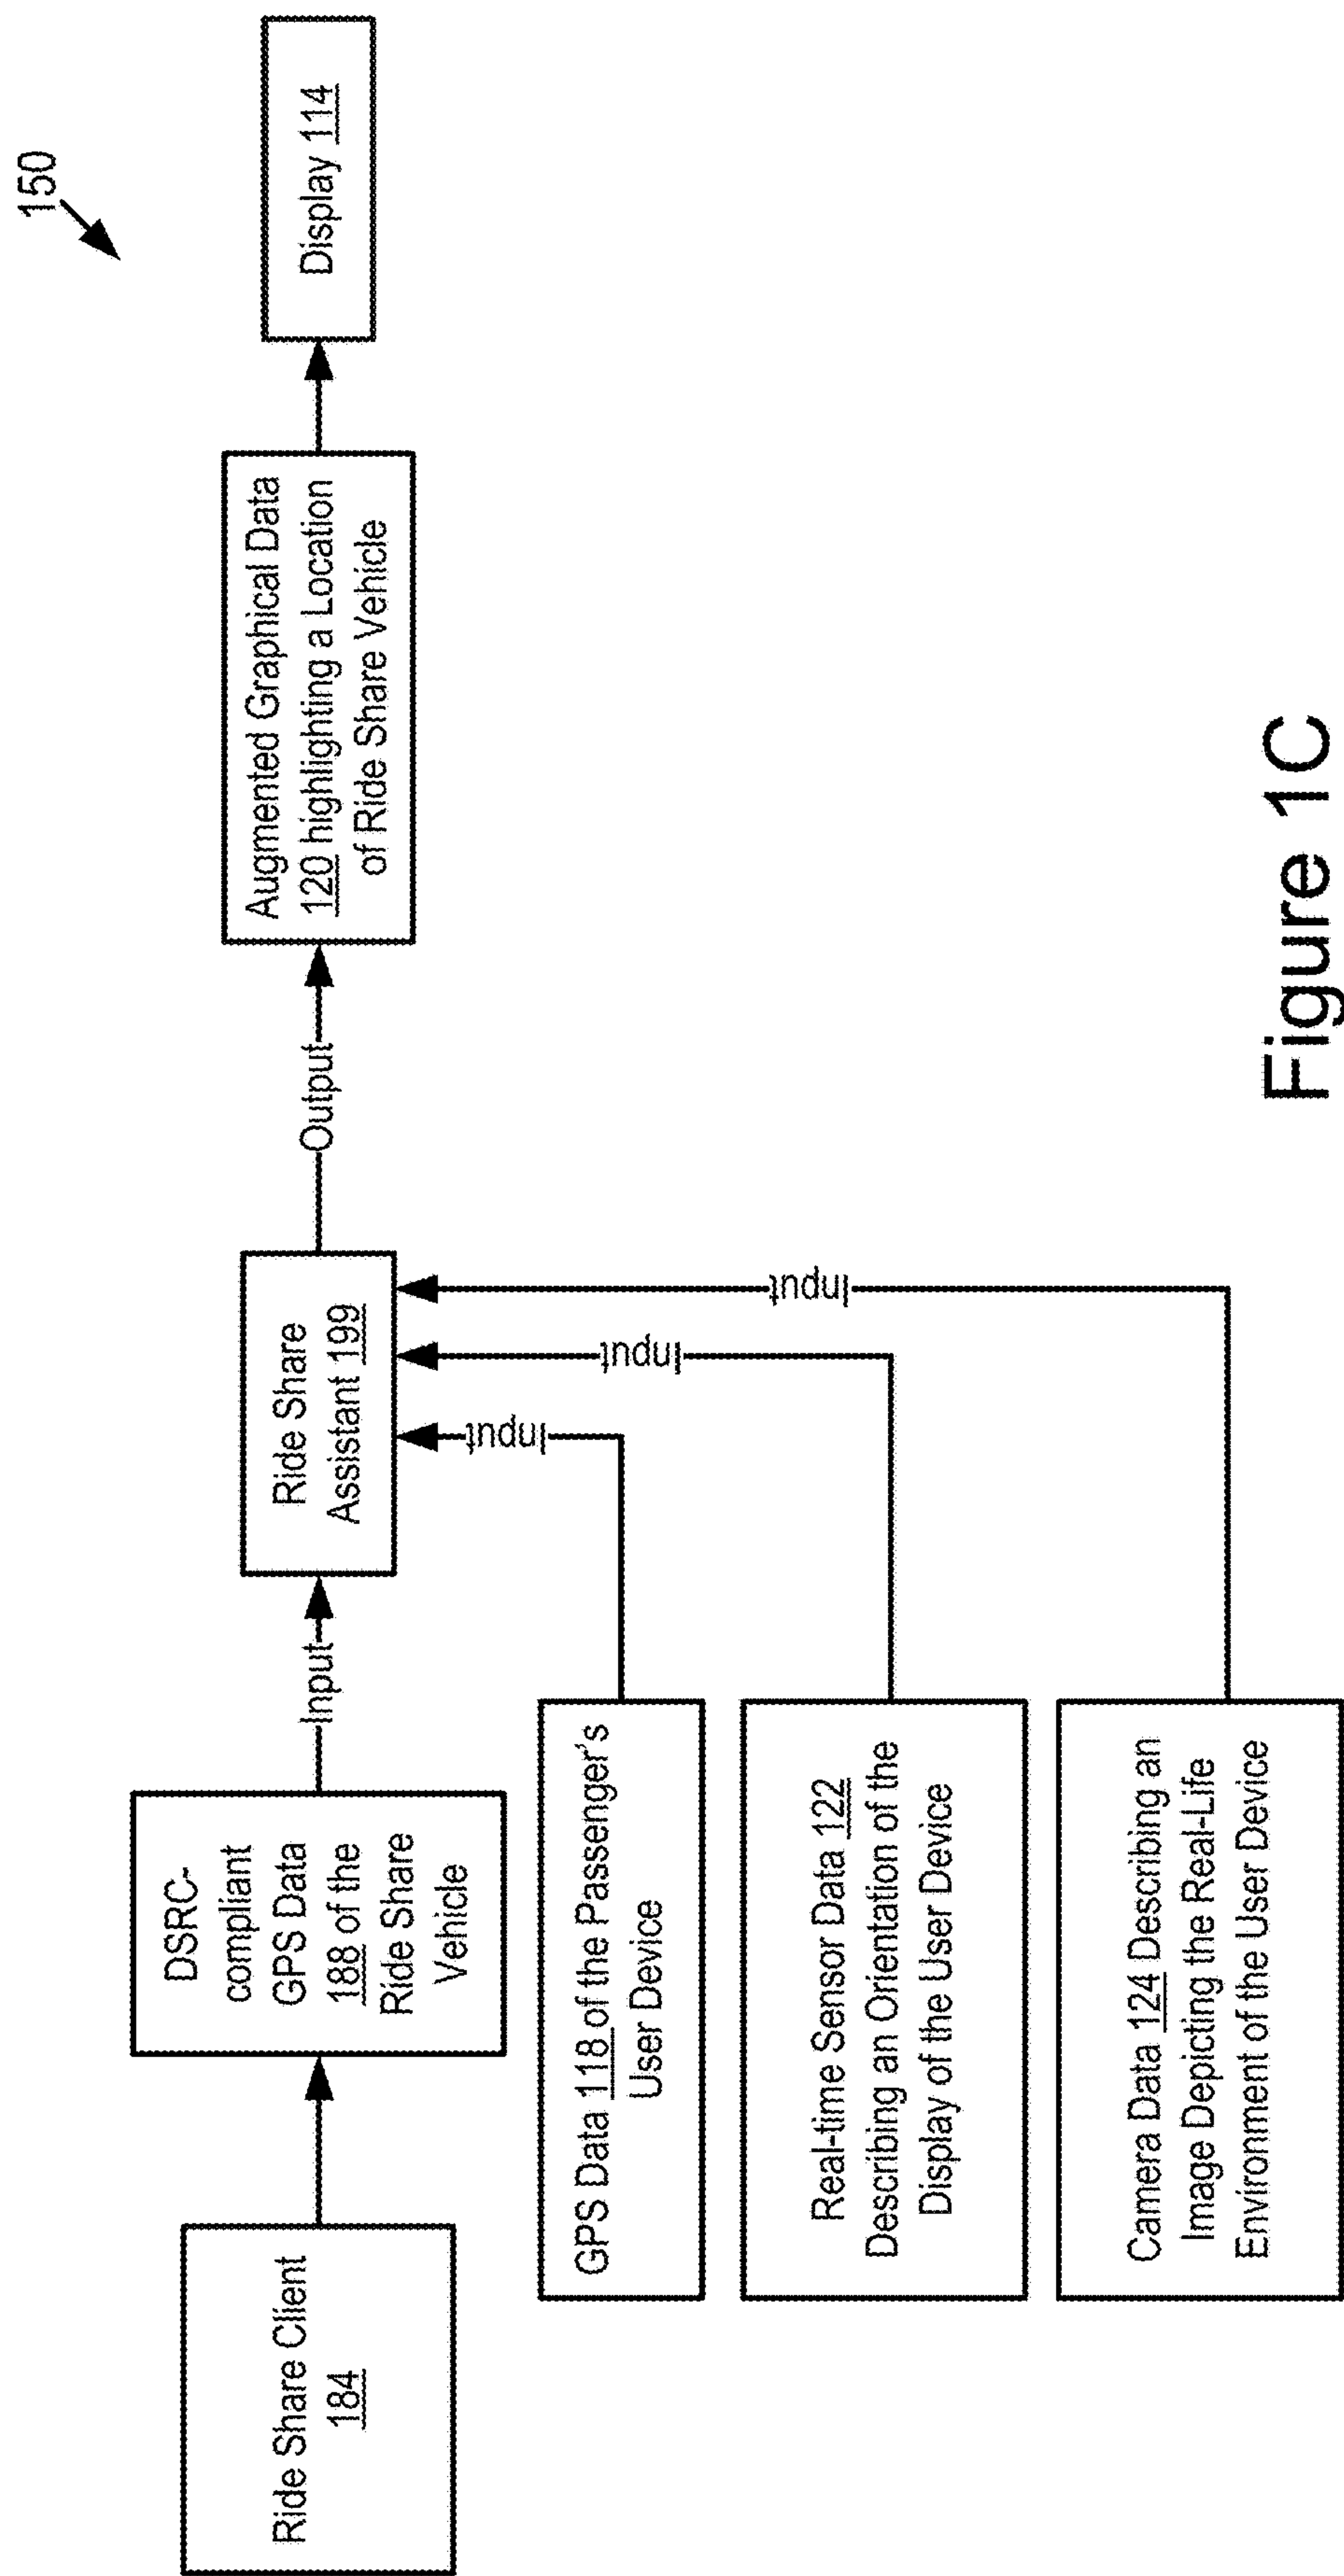 150
Ride Share Client
184
DSRC-
compliant
GPS Data
188 of the
Ride Share
Vehicle
Input
Ride Share
Assistant 199
Output
Augmented Graphical Data
120 highlighting a Location
of Ride Share Vehicle
Display 114
GPS Data 118 of the Passenger's
User Device
Input
Real-time Sensor Data 122
Describing an Orientation of the
Display of the User Device
Input
Camera Data 124 Describing an
Image Depicting the Real-Life
Environment of the User Device
Input
Figure 1C